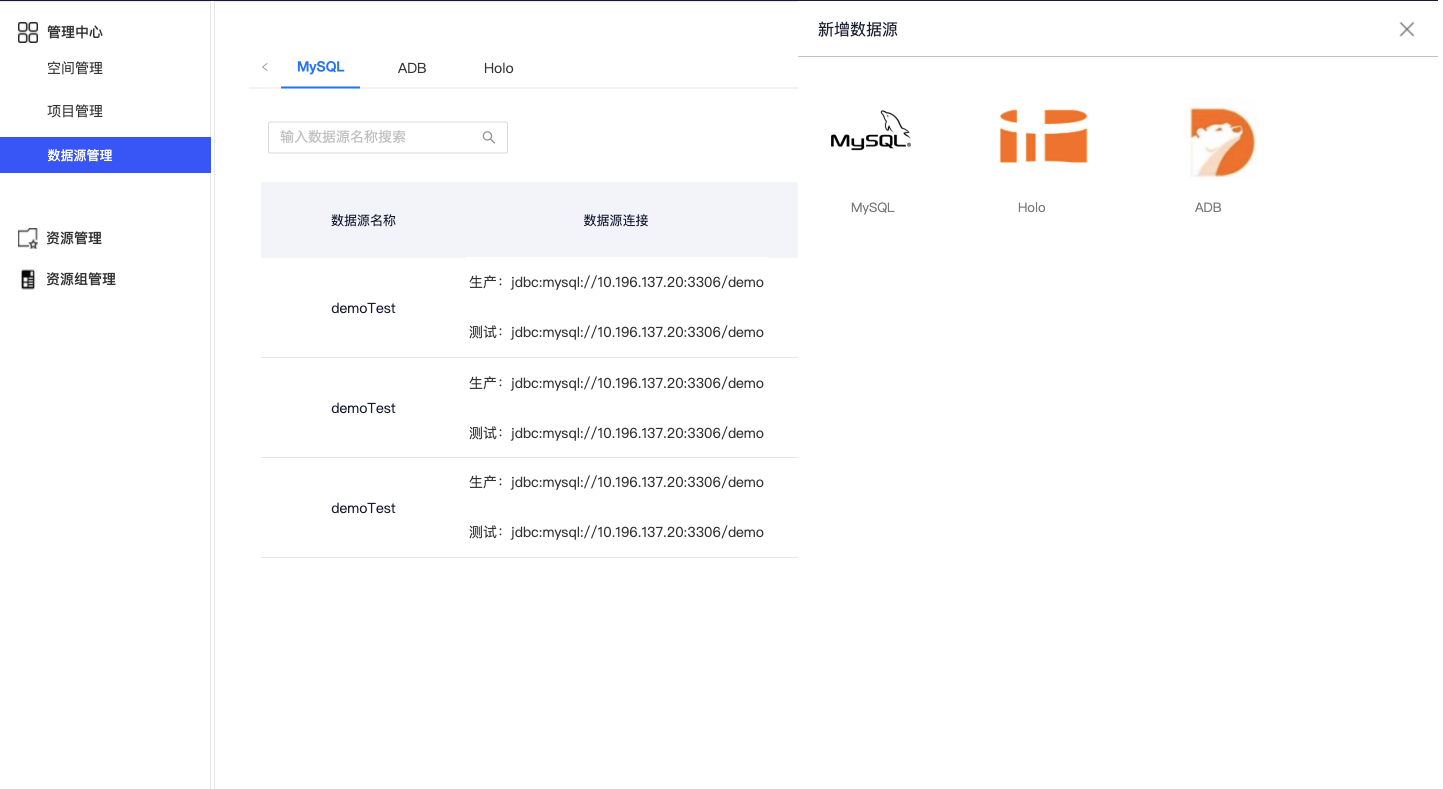 管理中心
空间管理
项目管理
数据源管理
资源管理
资源组管理
MySQL ADB Holo
输入数据源名称搜索
数据源名称 数据源连接
demoTest
生产：jdbc:mysql://10.196.137.20:3306/demo
测试：jdbc:mysql://10.196.137.20:3306/demo
demoTest
生产：jdbc:mysql://10.196.137.20:3306/demo
测试：jdbc:mysql://10.196.137.20:3306/demo
demoTest
生产：jdbc:mysql://10.196.137.20:3306/demo
测试：jdbc:mysql://10.196.137.20:3306/demo
新增数据源
MySQL
MySQL Holo ADB